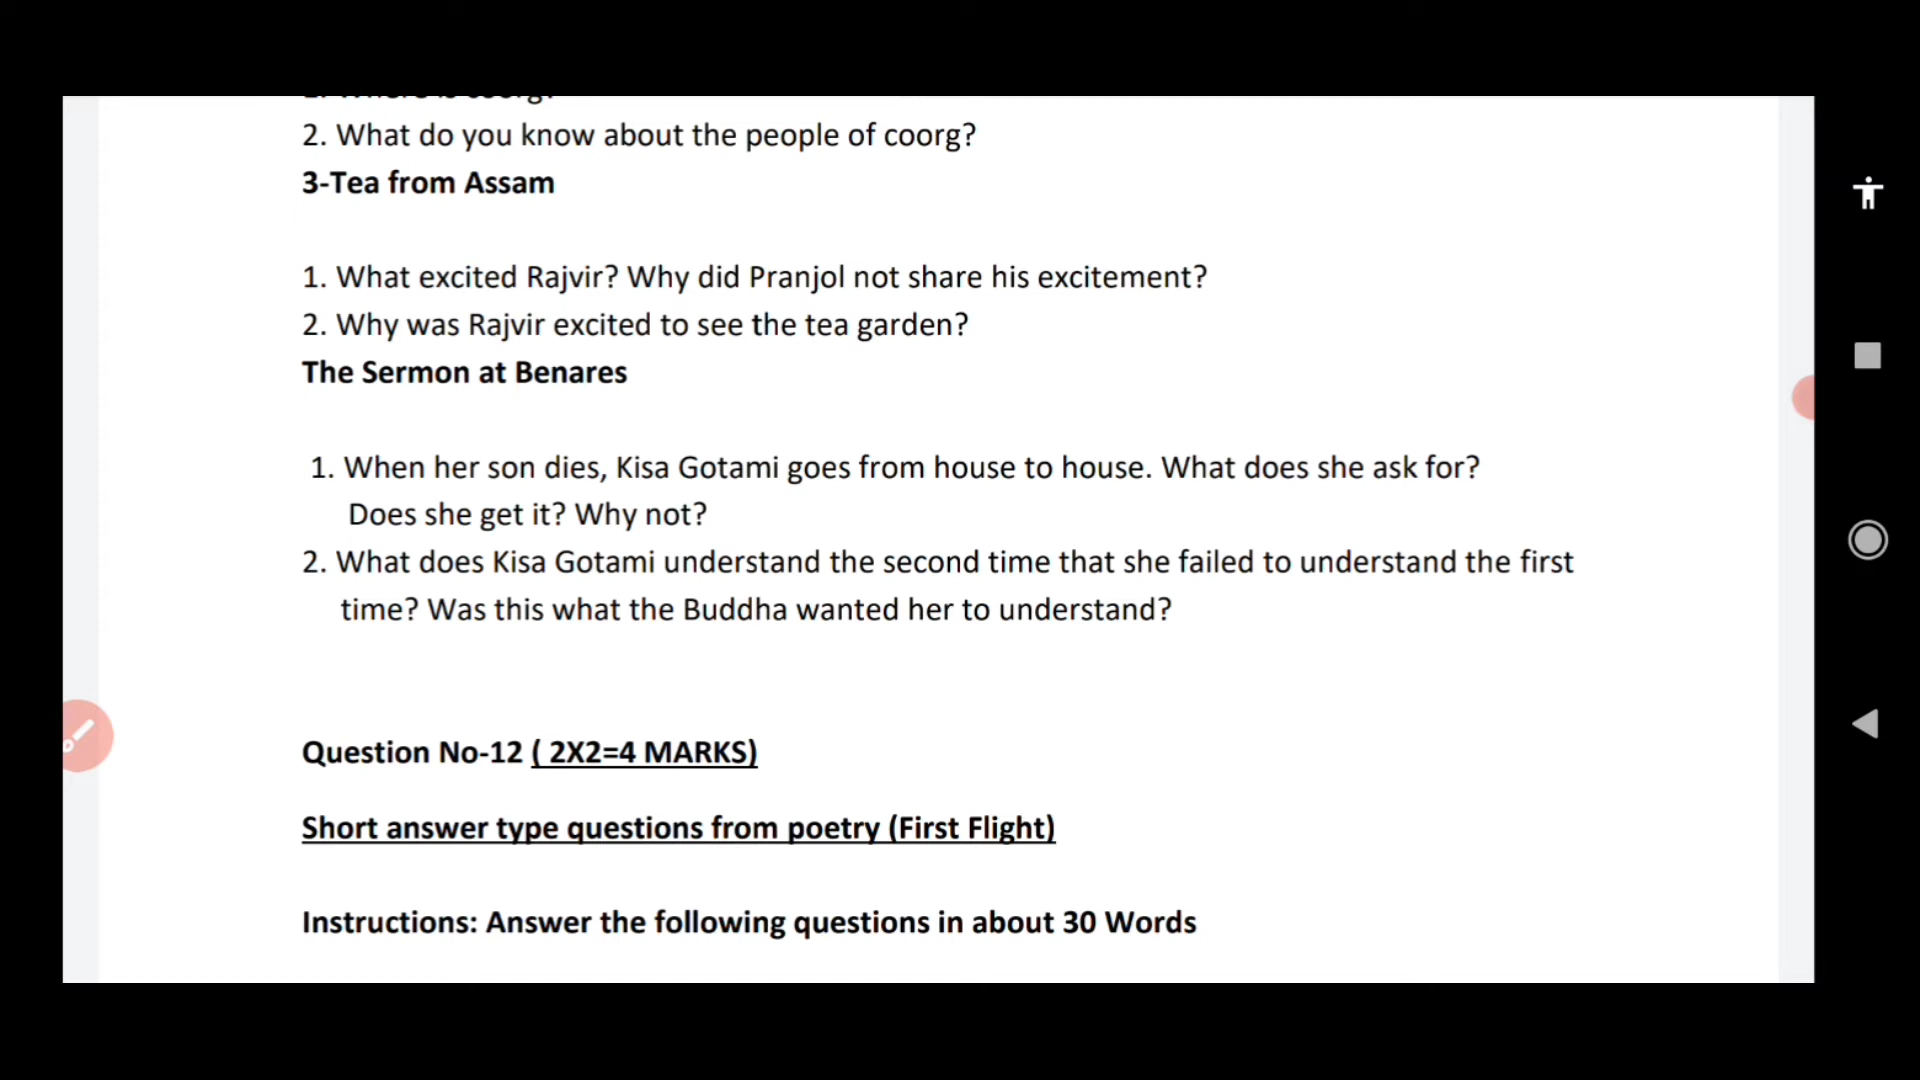 2. What do you know about the people of coorg?
3-Tea from Assam
1. What excited Rajvir? Why did Pranjol not share his excitement?
2. Why was Rajvir excited to see the tea garden?
The Sermon at Benares
1. When her son dies, Kisa Gotami goes from house to house. What does she ask for?
Does she get it? Why not?
2. What does Kisa Gotami understand the second time that she failed to understand the first
time? Was this what the Buddha wanted her to understand?
Question No-12 ( 2X2=4 MARKS)
Short answer type questions from poetry (First Flight)
Instructions: Answer the following questions in about 30 Words